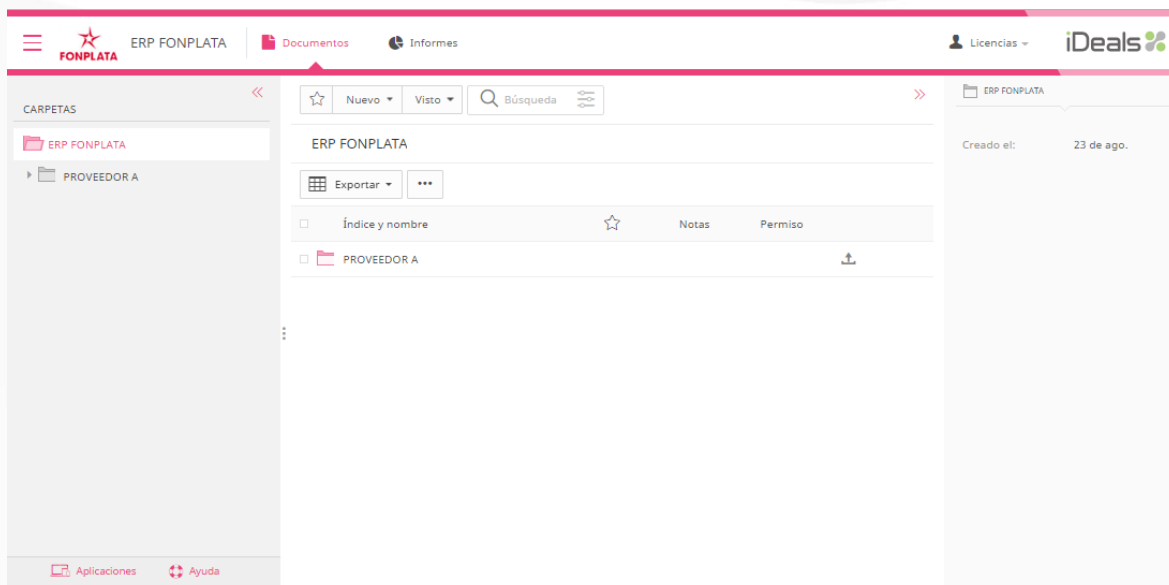 FONPLATA
ERP FONPLATA
Documentos
Informes
Licencias
iDeals
CARPETAS
ERP FONPLATA
PROVEEDOR A
Nuevo
Visto
Búsqueda
ERP FONPLATA
Exportar
Índice y nombre
Notas
Permiso
PROVEEDOR A
ERP FONPLATA
Creado el:
23 de ago.
Aplicaciones
Ayuda